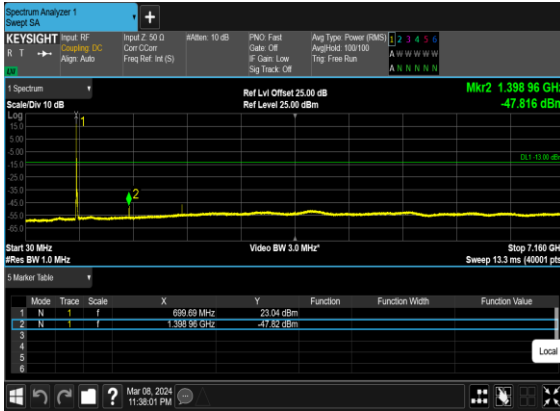 Spectrum Analyzer 1
Swept SA
+
KEYSIGHT Input: RF Input Z: 50 Ω #Atten: 10 dB PNO: Fast Avg Type: Power (RMS) 1 2 3 4 5 6
R T Coupling: DC Corr CCorr Gate: Off Avg|Hold: 100/100 A W W W W W
Align: Auto Freq Ref: Int (S) IF Gain: Low Trig: Free Run
Sig Track: Off A N N N N N
1 Spectrum
Scale/Div 10 dB
Ref Lvl Offset 25.00 dB
Ref Level 25.00 dBm
Mkr2 1.398 96 GHz
-47.816 dBm
Log
15.0
5.00
-5.00
-15.0
-25.0
-35.0
-45.0
-55.0
-65.0
1
2
DL1 -13.00 dBm
Start 30 MHz Video BW 3.0 MHz* Stop 7.160 GHz
#Res BW 1.0 MHz Sweep 13.3 ms (40001 pts)
5 Marker Table
Mode Trace Scale X Y Function Function Width Function Value
1 N 1 f 699.69 MHz 23.04 dBm
2 N 1 f 1.398 96 GHz -47.82 dBm
3
4
5
6
Local
?
Mar 08, 2024
11:38:01 PM